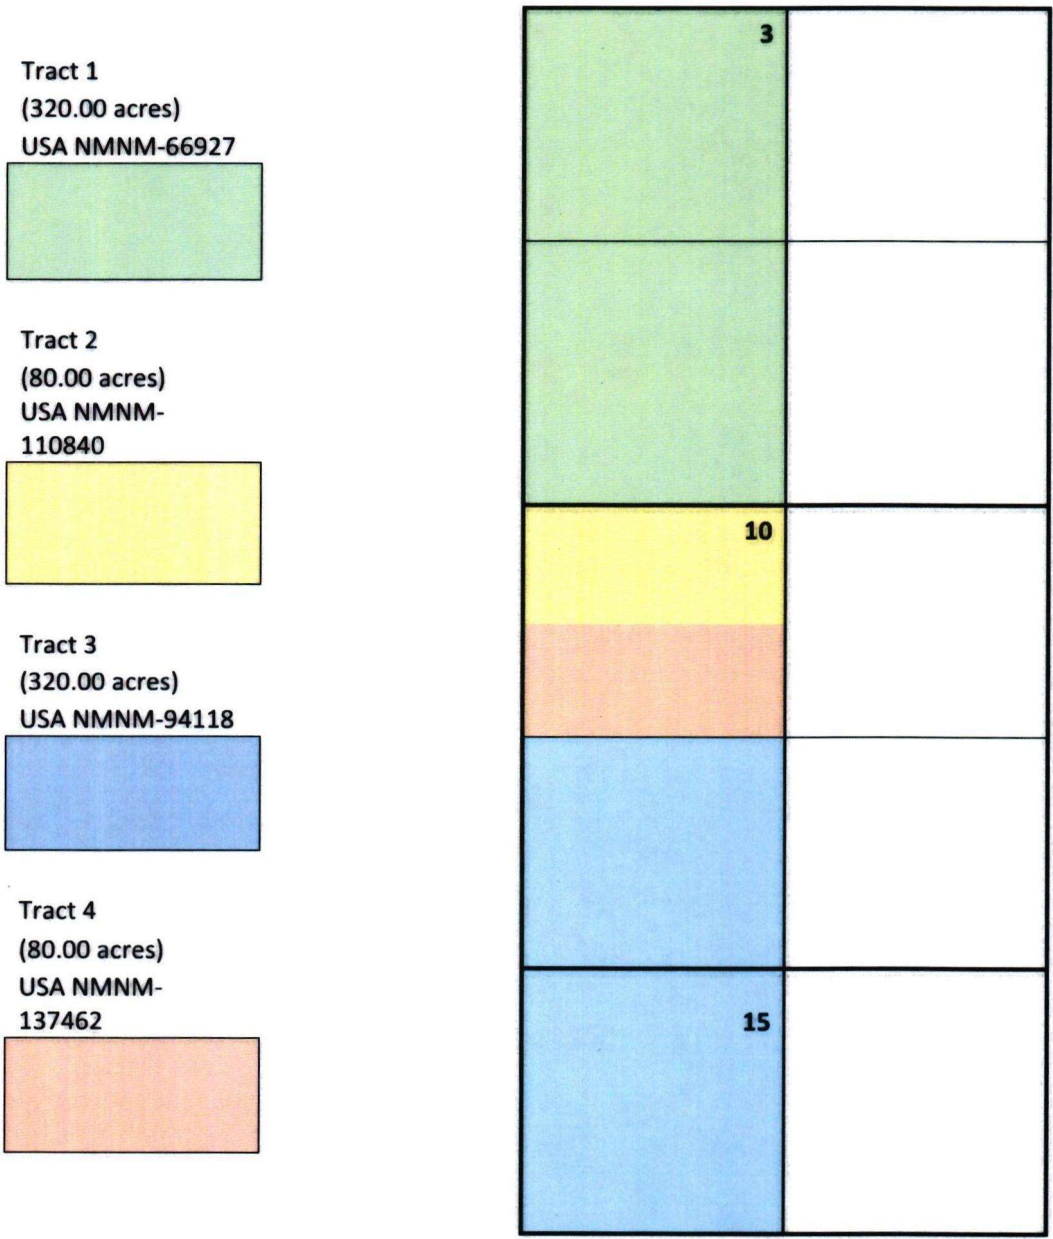 Tract 1
(320.00 acres)
USA NMNM-66927
Tract 2
(80.00 acres)
USA NMNM-
110840
Tract 3
(320.00 acres)
USA NMNM-94118
Tract 4
(80.00 acres)
USA NMNM-
137462
3
10
15